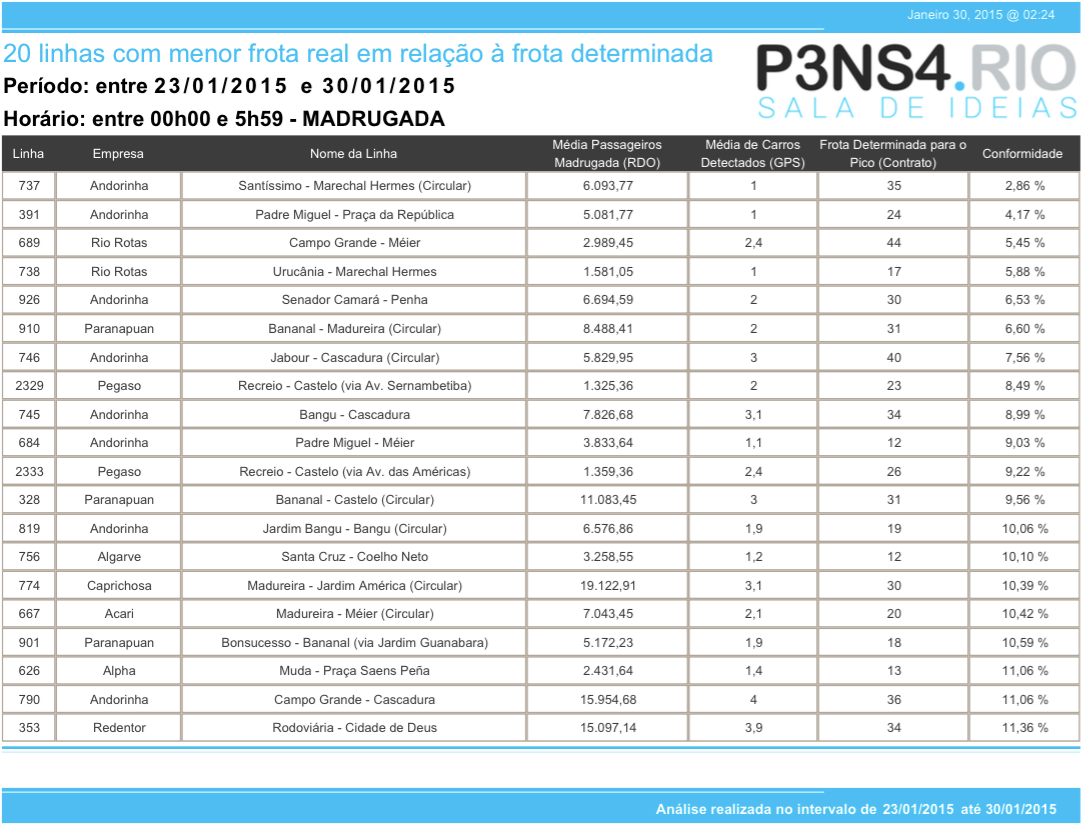 Janeiro 30, 2015 @ 02:24
20 linhas com menor frota real em relação à frota determinada
P3NS4.RIO
SALA DE IDEIAS
Período: entre 23/01/2015 e 30/01/2015
Horário: entre 00h00 e 5h59 - MADRUGADA
Linha Empresa Nome da Linha Média Passageiros Madrugada (RDO) Média de Carros Detectados (GPS) Frota Determinada para o Pico (Contrato) Conformidade
737 Andorinha Santíssimo - Marechal Hermes (Circular) 6.093,77 1 35 2,86 %
391 Andorinha Padre Miguel - Praça da República 5.081,77 1 24 4,17 %
689 Rio Rotas Campo Grande - Méier 2.989,45 2,4 44 5,45 %
738 Rio Rotas Urucânia - Marechal Hermes 1.581,05 1 17 5,88 %
926 Andorinha Senador Camará - Penha 6.694,59 2 30 6,53 %
910 Paranapuan Bananal - Madureira (Circular) 8.488,41 2 31 6,60 %
746 Andorinha Jabour - Cascadura (Circular) 5.829,95 3 40 7,56 %
2329 Pegaso Recreio - Castelo (via Av. Sernambetiba) 1.325,36 2 23 8,49 %
745 Andorinha Bangu - Cascadura 7.826,68 3,1 34 8,99 %
684 Andorinha Padre Miguel - Méier 3.833,64 1,1 12 9,03 %
2333 Pegaso Recreio - Castelo (via Av. das Américas) 1.359,36 2,4 26 9,22 %
328 Paranapuan Bananal - Castelo (Circular) 11.083,45 3 31 9,56 %
819 Andorinha Jardim Bangu - Bangu (Circular) 6.576,86 1,9 19 10,06 %
756 Algarve Santa Cruz - Coelho Neto 3.258,55 1,2 12 10,10 %
774 Caprichosa Madureira - Jardim América (Circular) 19.122,91 3,1 30 10,39 %
667 Acari Madureira - Méier (Circular) 7.043,45 2,1 20 10,42 %
901 Paranapuan Bonsucesso - Bananal (via Jardim Guanabara) 5.172,23 1,9 18 10,59 %
626 Alpha Muda - Praça Saens Peña 2.431,64 1,4 13 11,06 %
790 Andorinha Campo Grande - Cascadura 15.954,68 4 36 11,06 %
353 Redentor Rodoviária - Cidade de Deus 15.097,14 3,9 34 11,36 %
Análise realizada no intervalo de 23/01/2015 até 30/01/2015